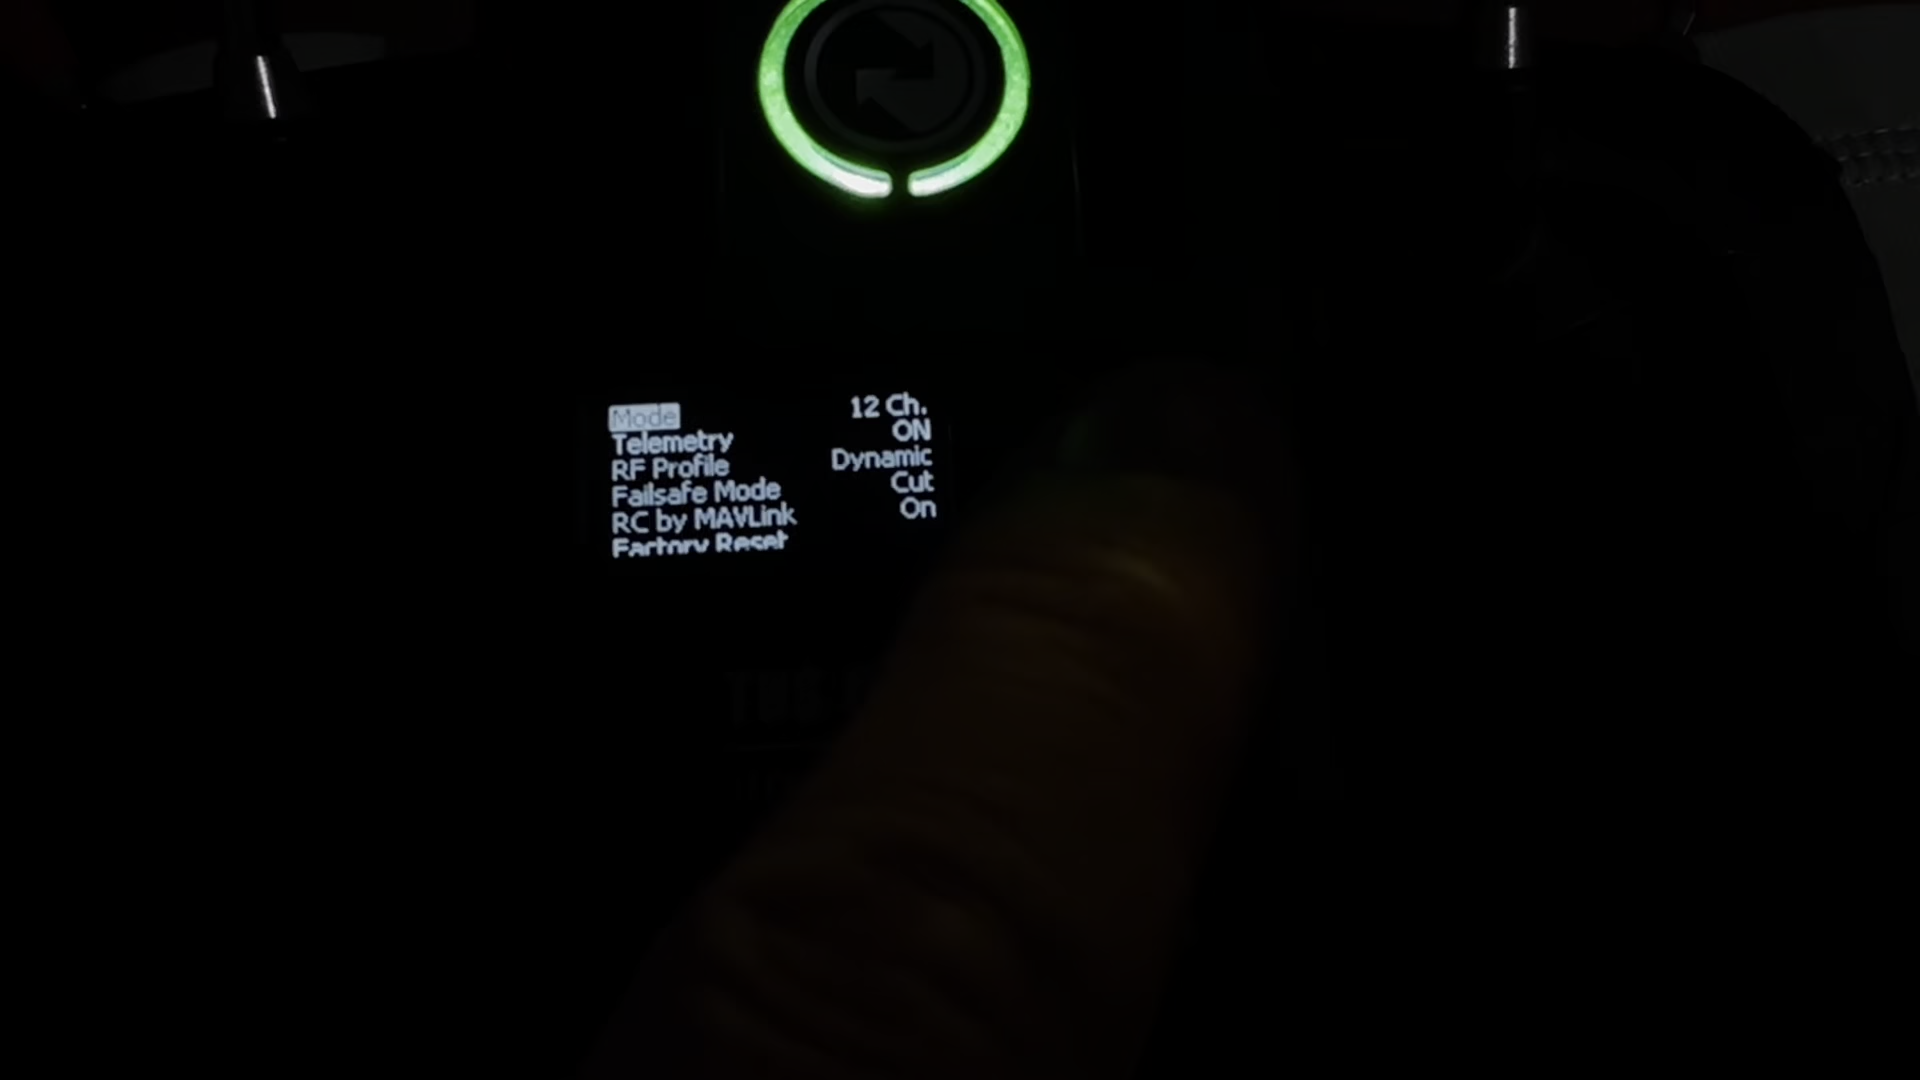 Mode 12 Ch.
Telemetry ON
RF Profile Dynamic
Failsafe Mode Cut
RC by MAVLink On
Factory Reset